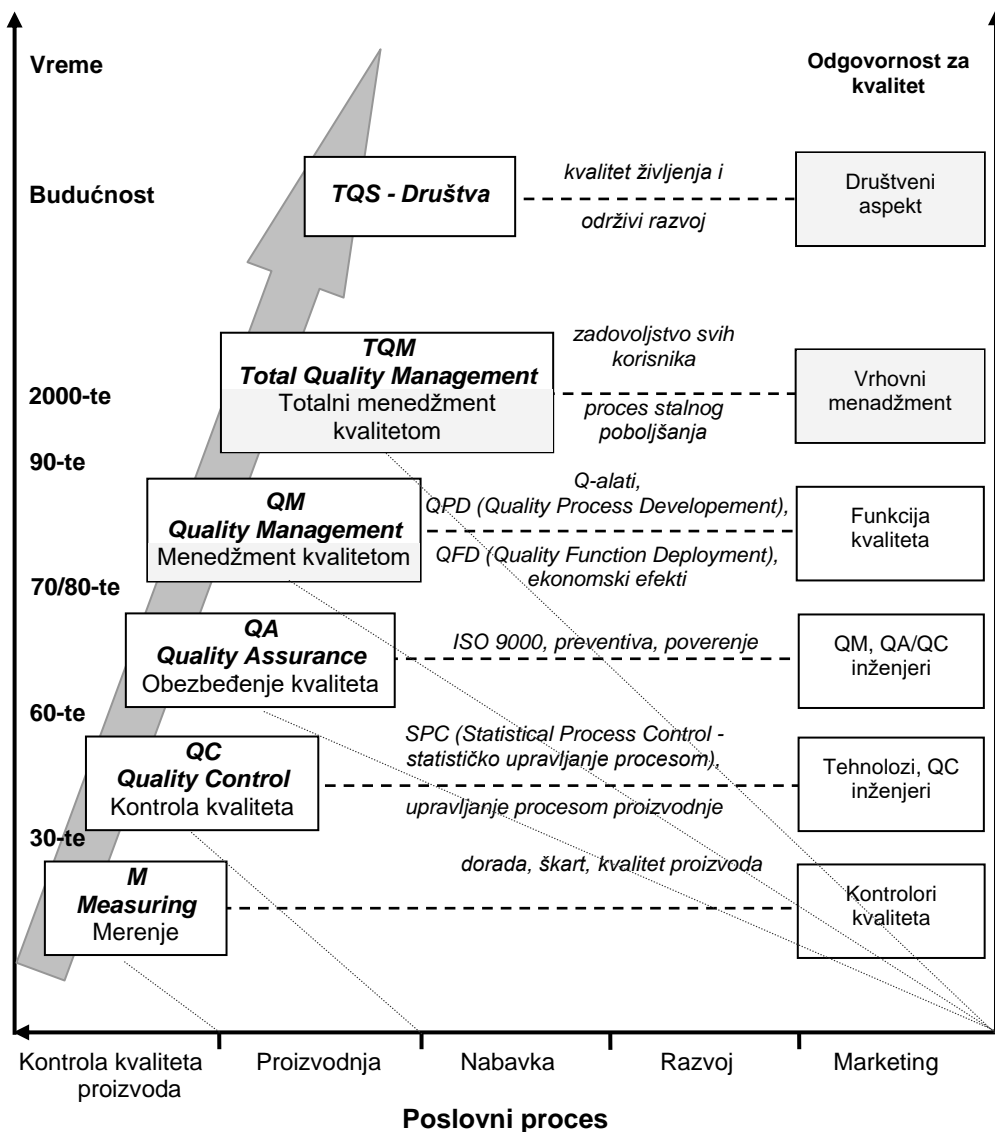 Vreme
Odgovornost za
kvalitet
Budućnost
TQS - Društva
kvalitet življenja i
održivi razvoj
Društveni
aspekt
TQM
Total Quality Management
Totalni menedžment
kvalitetom
zadovoljstvo svih
korisnika
proces stalnog
poboljšanja
Vrhovni
menadžment
2000-te
90-te
QM
Quality Management
Menedžment kvalitetom
Q-alati,
QPD (Quality Process Developement),
QFD (Quality Function Deployment),
ekonomski efekti
Funkcija
kvaliteta
70/80-te
QA
Quality Assurance
Obezbeđenje kvaliteta
ISO 9000, preventiva, poverenje
QM, QA/QC
inženjeri
60-te
QC
Quality Control
Kontrola kvaliteta
SPC (Statistical Process Control -
statističko upravljanje procesom),
upravljanje procesom proizvodnje
Tehnolozi, QC
inženjeri
30-te
M
Measuring
Merenje
dorada, škart, kvalitet proizvoda
Kontrolori
kvaliteta
Kontrola kvaliteta
proizvoda
Proizvodnja
Nabavka
Razvoj
Marketing
Poslovni proces